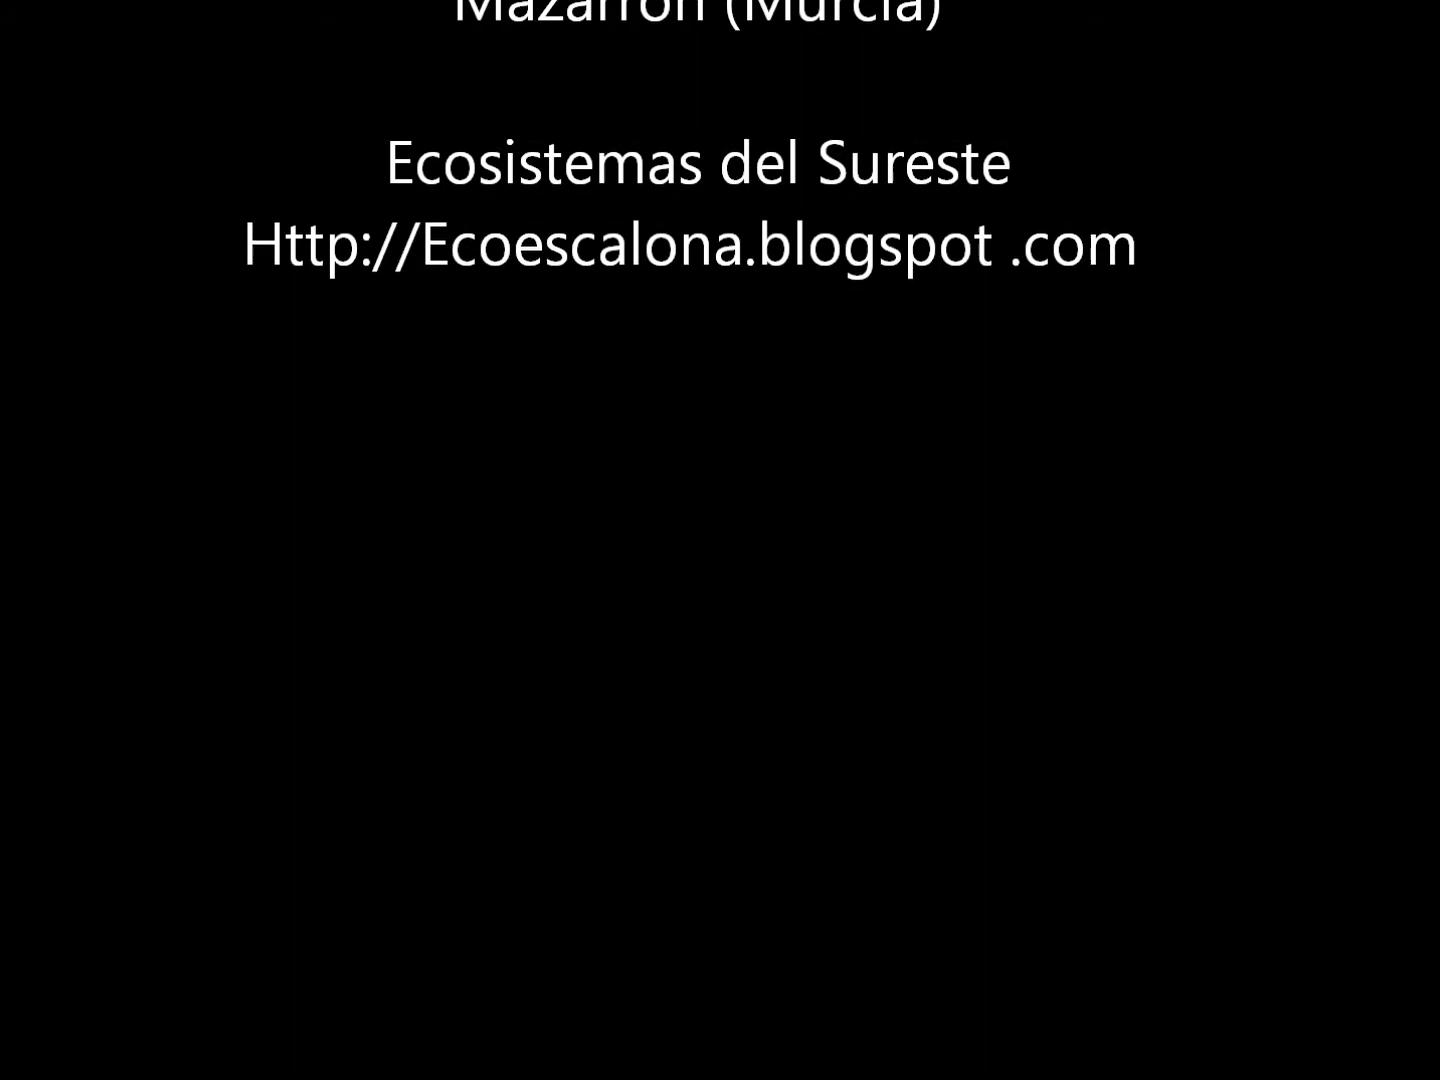 Mazarrón (Murcia)
Ecosistemas del Sureste
Http://Ecoescalona.blogspot .com